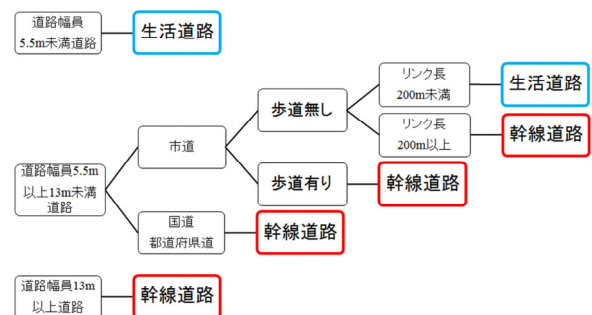 道路幅員
5.5m未満道路
生活道路
道路幅員5.5m
以上13m未満
道路
市道
歩道無し
リンク長
200m未満
生活道路
リンク長
200m以上
幹線道路
歩道有り
幹線道路
国道
都道府県道
幹線道路
道路幅員13m
以上道路
幹線道路